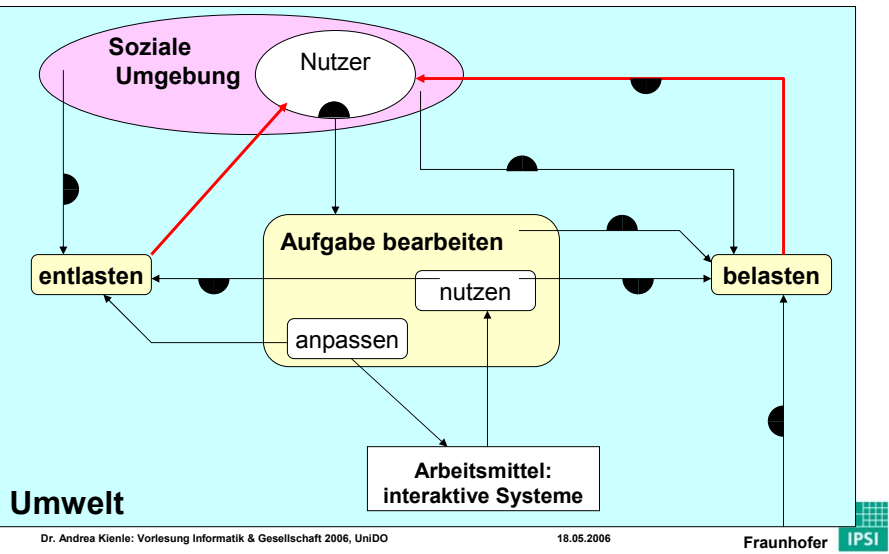 Soziale
Umgebung
Nutzer
Aufgabe bearbeiten
entlasten
nutzen
belasten
anpassen
Arbeitsmittel:
interaktive Systeme
Umwelt
Dr. Andrea Kienle: Vorlesung Informatik & Gesellschaft 2006, UniDO
18.05.2006
Fraunhofer
IPSI